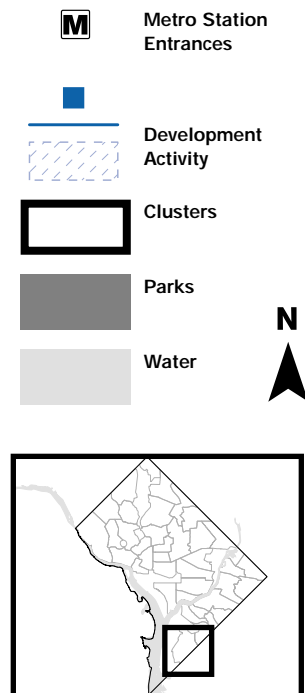 M
Metro Station
Entrances
Development
Activity
Clusters
Parks
N
Water